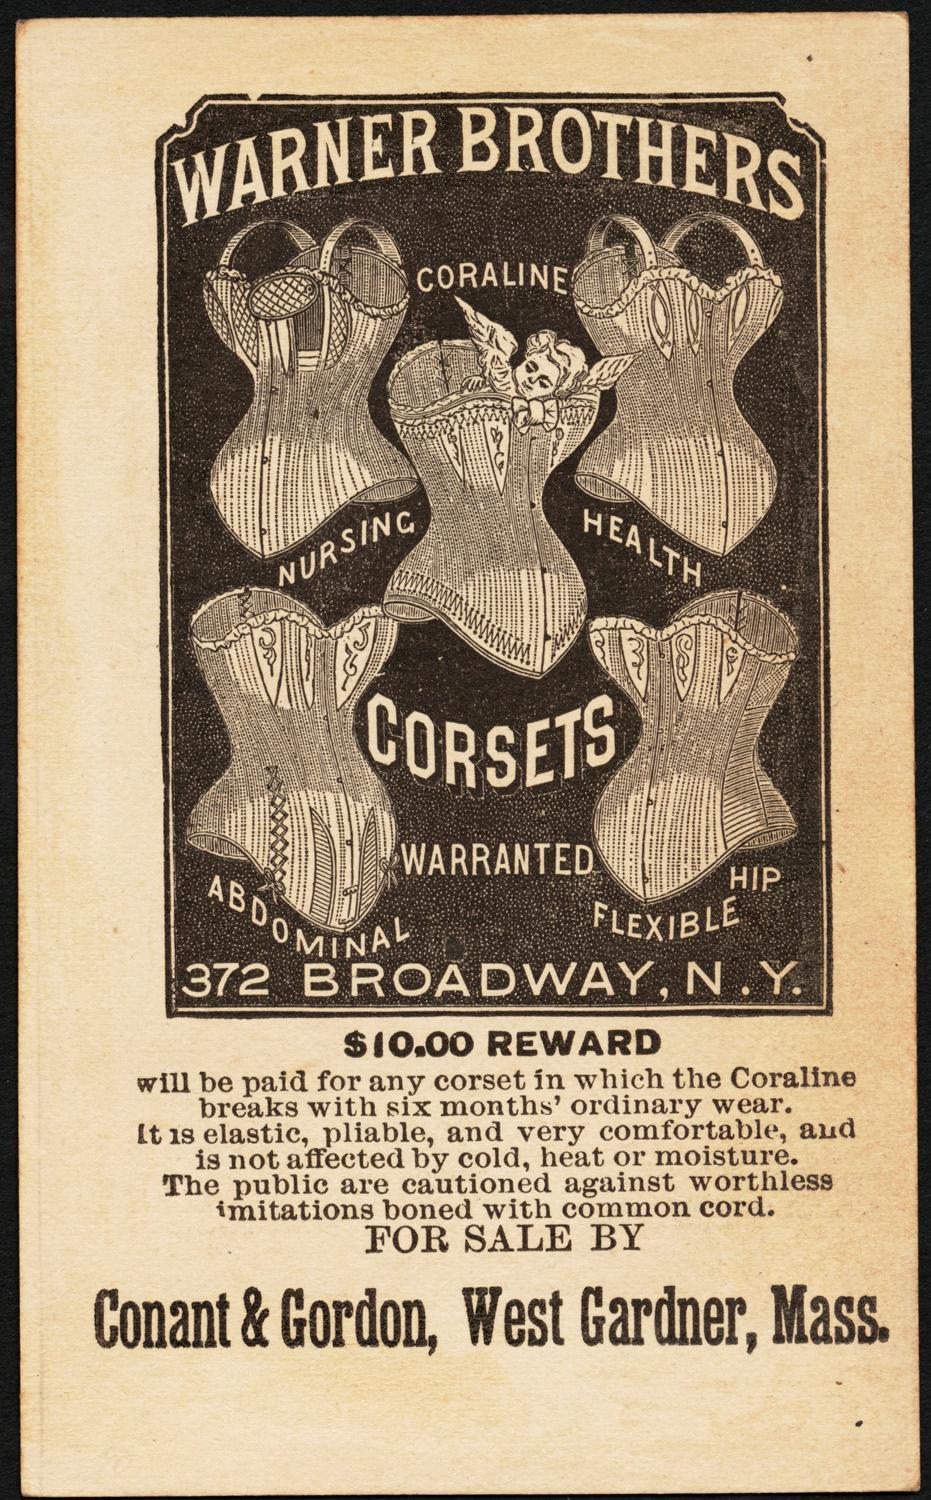 WARNER BROTHERS
CORALINE
NURSING
HEALTH
CORSETS
WARRANTED
ABDOMINAL
HIP
FLEXIBLE
372 BROADWAY, N.Y.
$10.00 REWARD
will be paid for any corset in which the Coraline
breaks with six months' ordinary wear.
It is elastic, pliable, and very comfortable, and
is not affected by cold, heat or moisture.
The public are cautioned against worthless
imitations boned with common cord.
FOR SALE BY
Conant & Gordon, West Gardner, Mass.